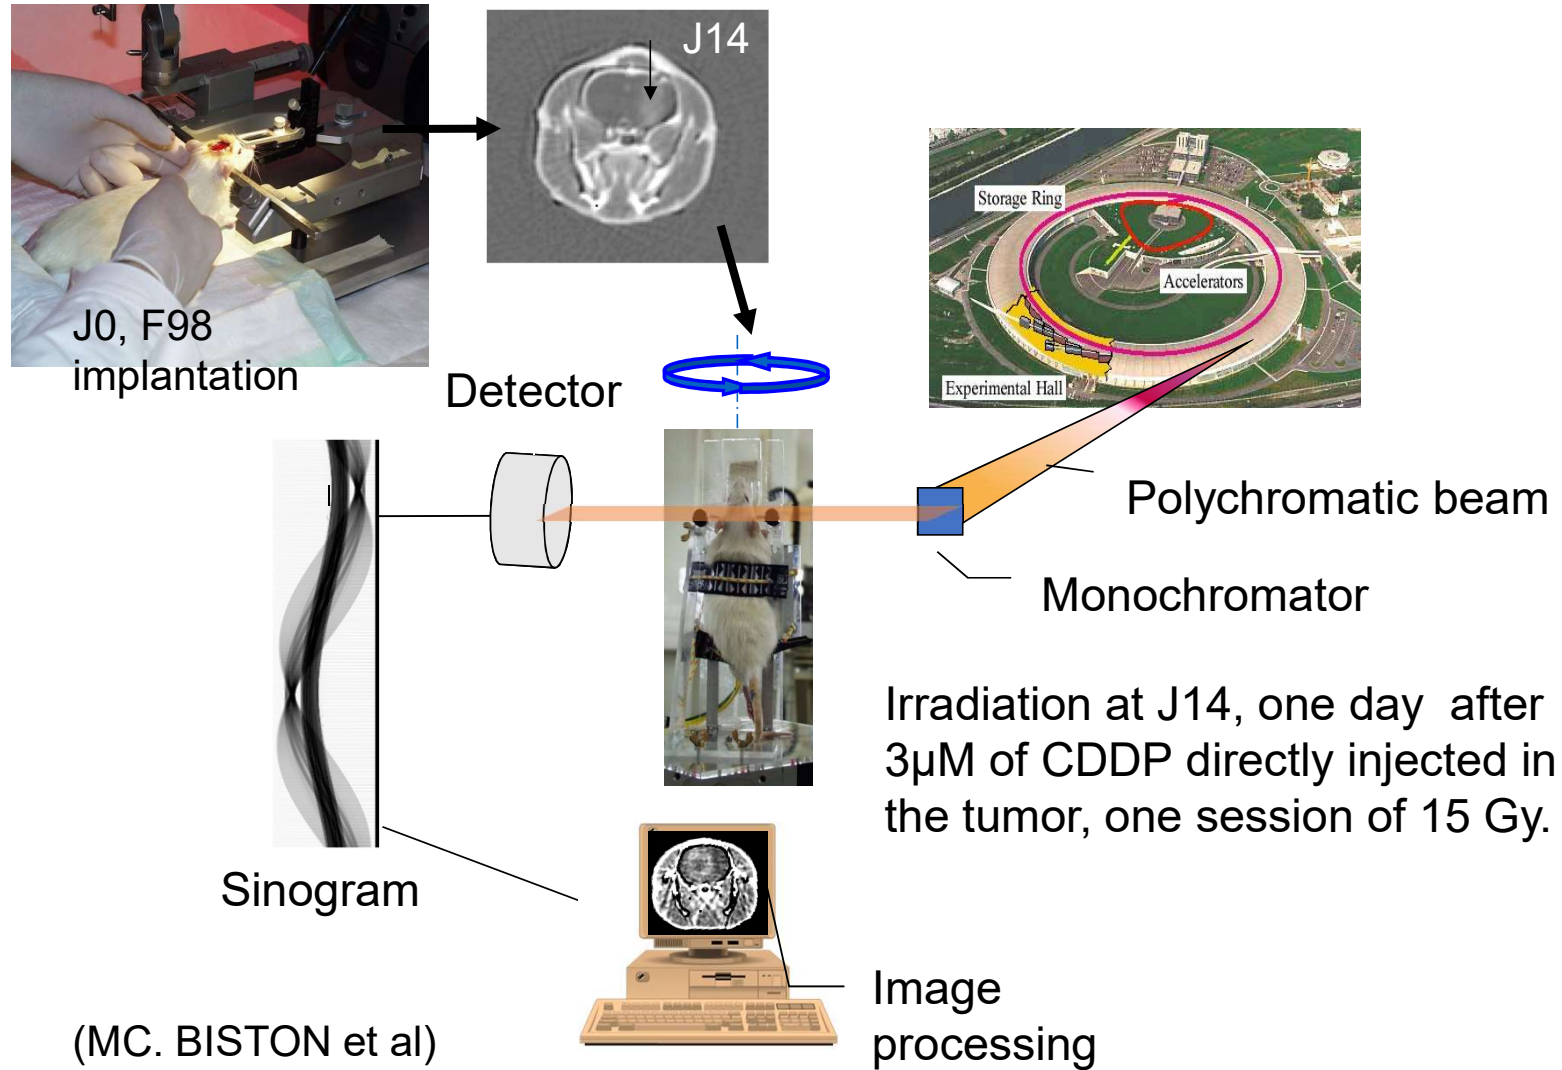 J14
J0, F98
implantation
Storage Ring
Accelerators
Experimental Hall
Detector
Polychromatic beam
Monochromator
Irradiation at J14, one day after
3µM of CDDP directly injected in
the tumor, one session of 15 Gy.
Sinogram
Image
processing
(MC. BISTON et al)